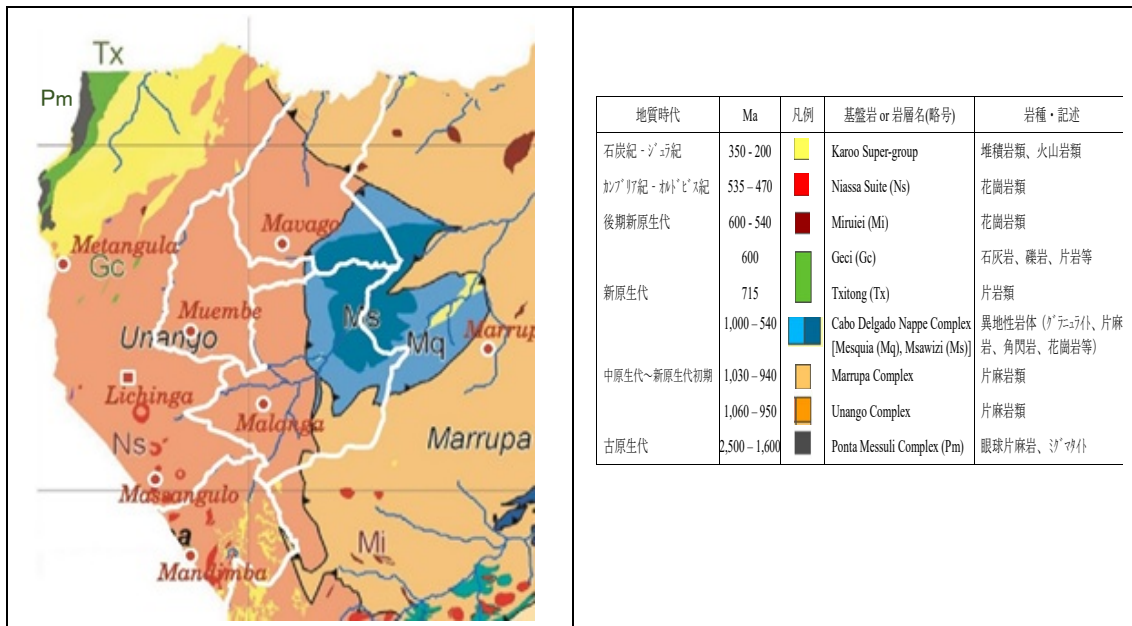 Tx
Pm
Mavago
Metangula
Gc
Muembe
Ms
Unango
Mq
Marrup
Lichinga
Malanga
Marrupa
Ns
Massangulo
Mi
Mandimba
地質時代 Ma 凡例 基盤岩 or 岩層名(略号) 岩種・記述
石炭紀 - ジュラ紀 350 - 200 Karoo Super-group 堆積岩類、火山岩類
カンブリア紀 - オルドビス紀 535 – 470 Niassa Suite (Ns) 花崗岩類
後期新原生代 600 - 540 Miruiei (Mi) 花崗岩類
600 Geci (Gc) 石灰岩、礫岩、片岩等
新原生代 715 Txitong (Tx) 片岩類
1,000 – 540 Cabo Delgado Nappe Complex 異地性岩体（グラニュライト、片麻
[Mesquia (Mq), Msawizi (Ms)] 岩、角閃岩、花崗岩等）
中原生代～新原生代初期 1,030 – 940 Marrupa Complex 片麻岩類
1,060 – 950 Unango Complex 片麻岩類
古原生代 2,500 – 1,600 Ponta Messuli Complex (Pm) 眼球片麻岩、ミグマタイト